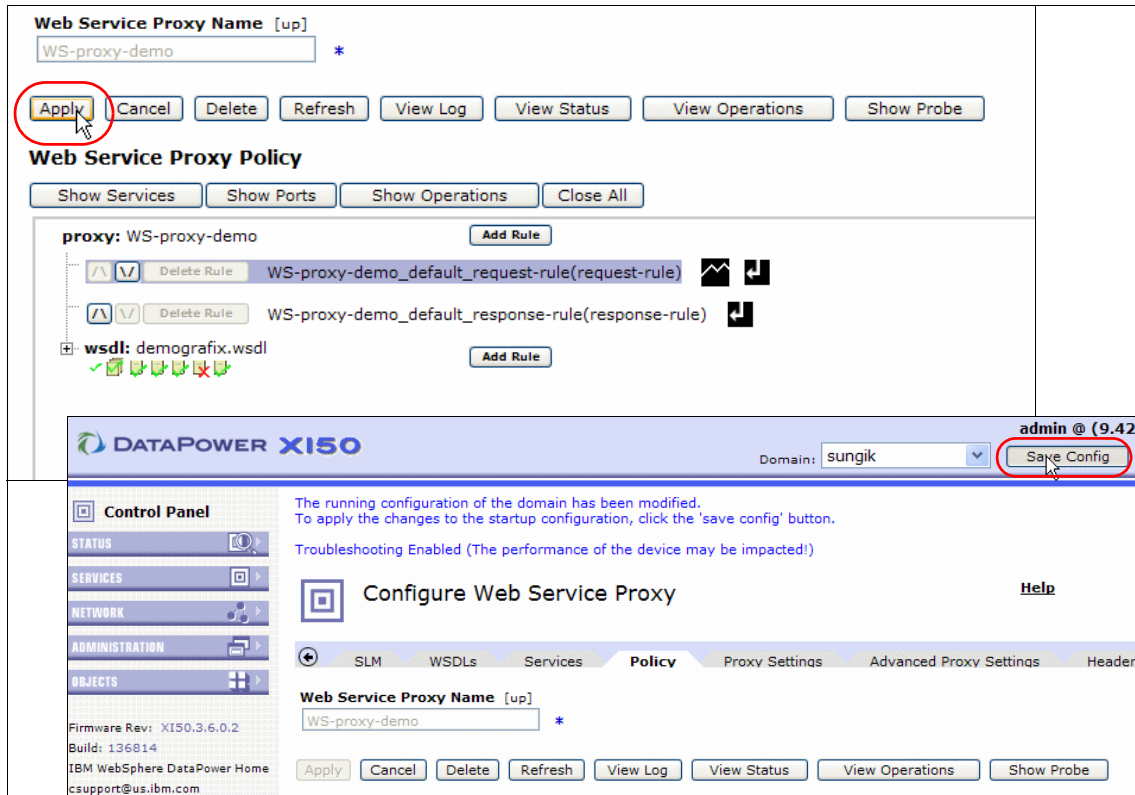 Web Service Proxy Name [up]
WS-proxy-demo *
Apply Cancel Delete Refresh View Log View Status View Operations Show Probe
Web Service Proxy Policy
Show Services Show Ports Show Operations Close All
proxy: WS-proxy-demo Add Rule
/\ \/ Delete Rule WS-proxy-demo_default_request-rule(request-rule)
/\ \/ Delete Rule WS-proxy-demo_default_response-rule(response-rule)
wsdl: demografix.wsdl Add Rule
DATAPOWER XI50
admin @ (9.42
Domain: sungik Save Config
Control Panel
STATUS
SERVICES
NETWORK
ADMINISTRATION
OBJECTS
Firmware Rev: XI50.3.6.0.2
Build: 136814
IBM WebSphere DataPower Home
csupport@us.ibm.com
The running configuration of the domain has been modified.
To apply the changes to the startup configuration, click the 'save config' button.
Troubleshooting Enabled (The performance of the device may be impacted!)
Configure Web Service Proxy
Help
SLM WSDLs Services Policy Proxy Settings Advanced Proxy Settings Header
Web Service Proxy Name [up]
WS-proxy-demo *
Apply Cancel Delete Refresh View Log View Status View Operations Show Probe